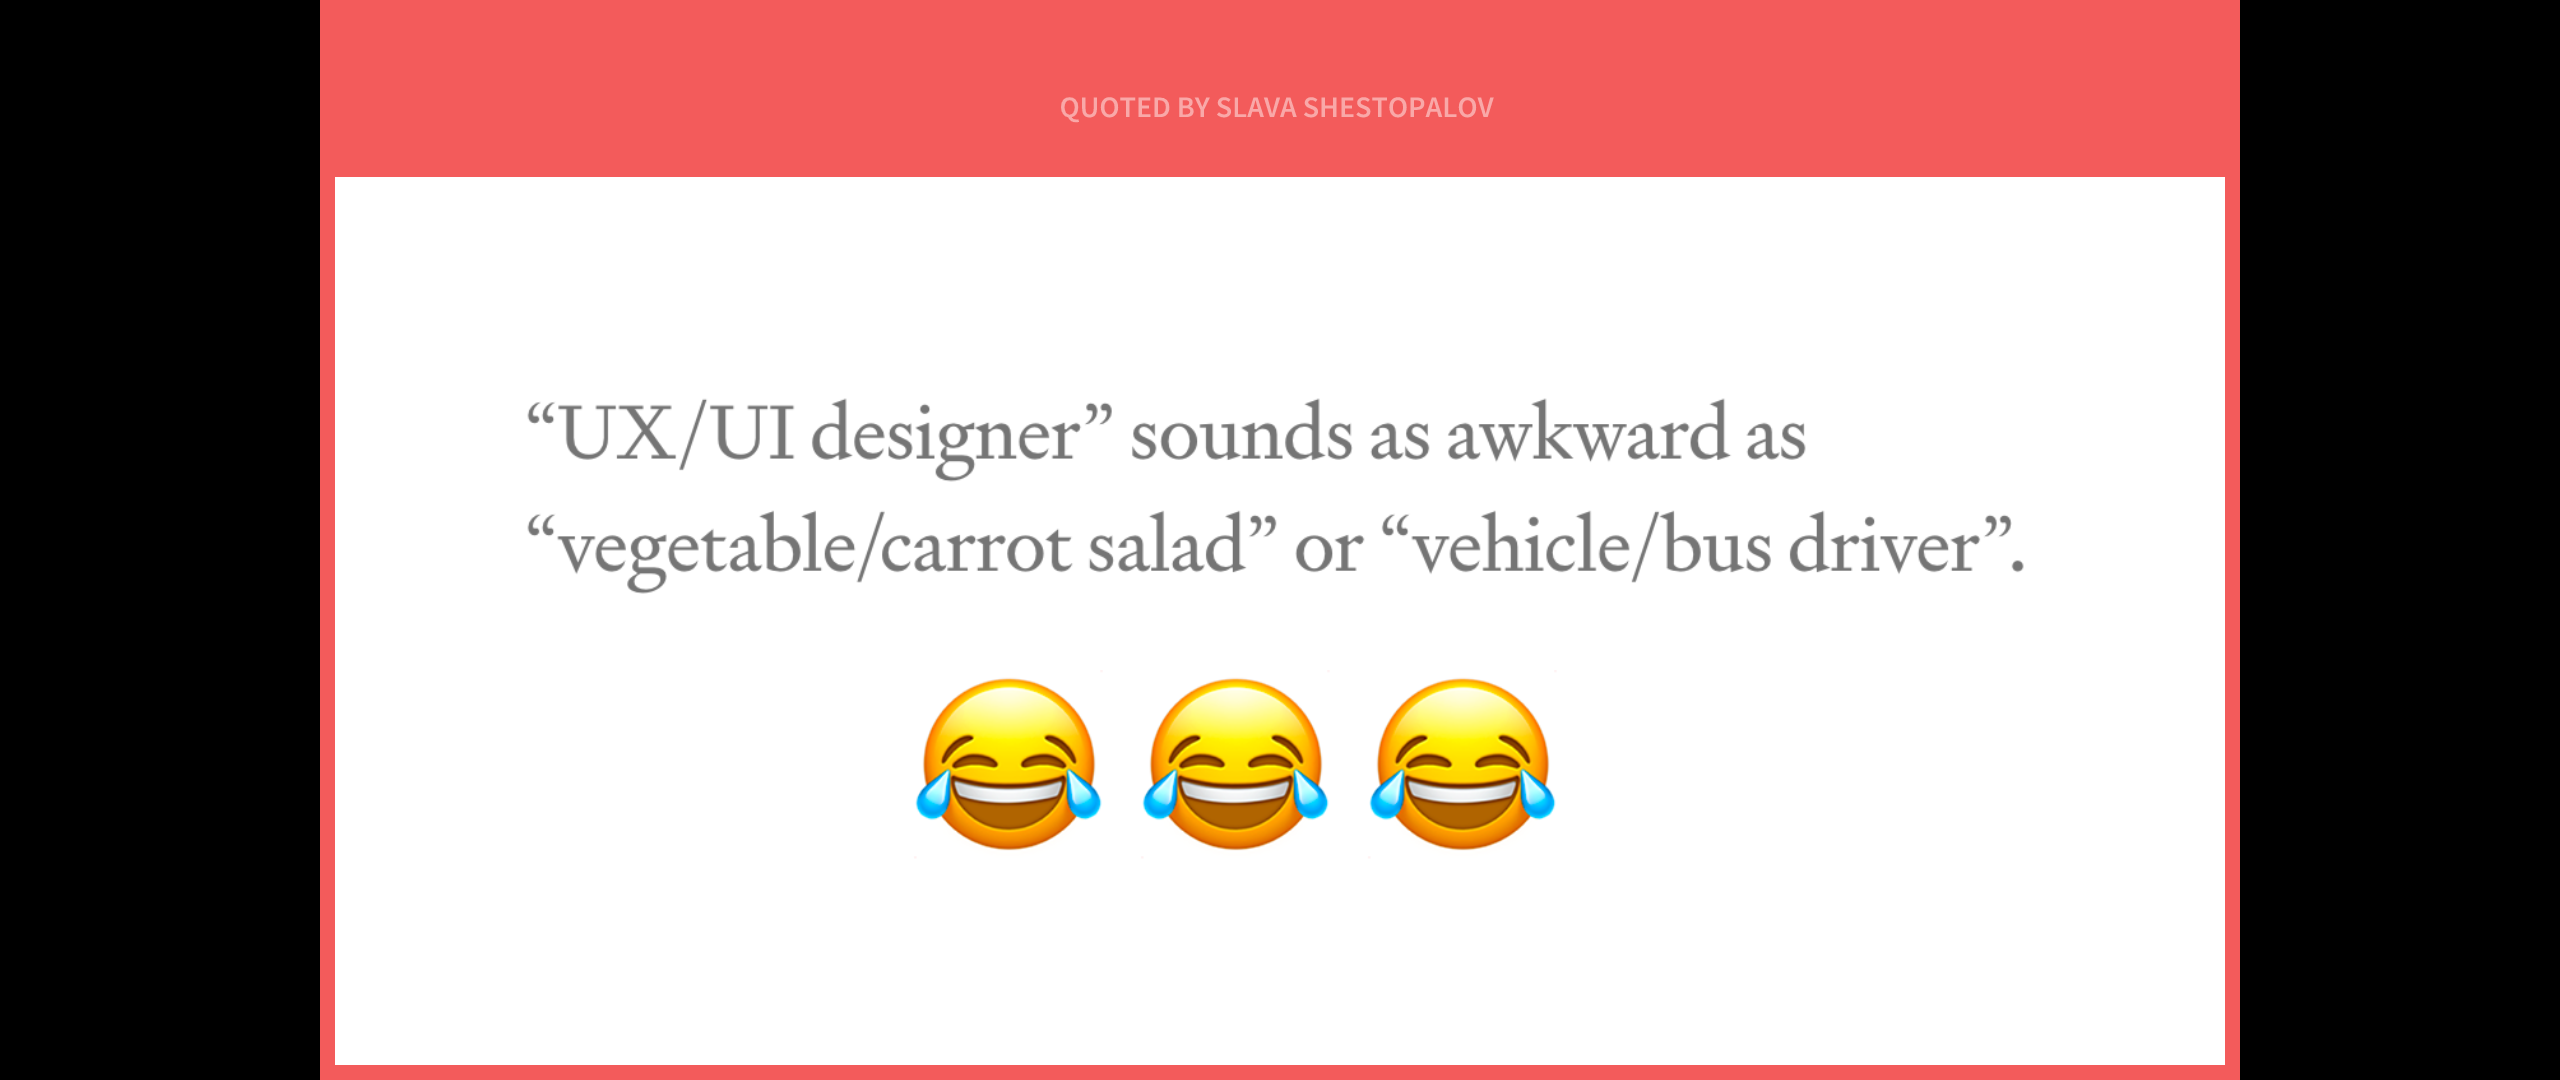 QUOTED BY SLAVA SHESTOPALOV
“UX/UI designer” sounds as awkward as
“vegetable/carrot salad” or “vehicle/bus driver”.